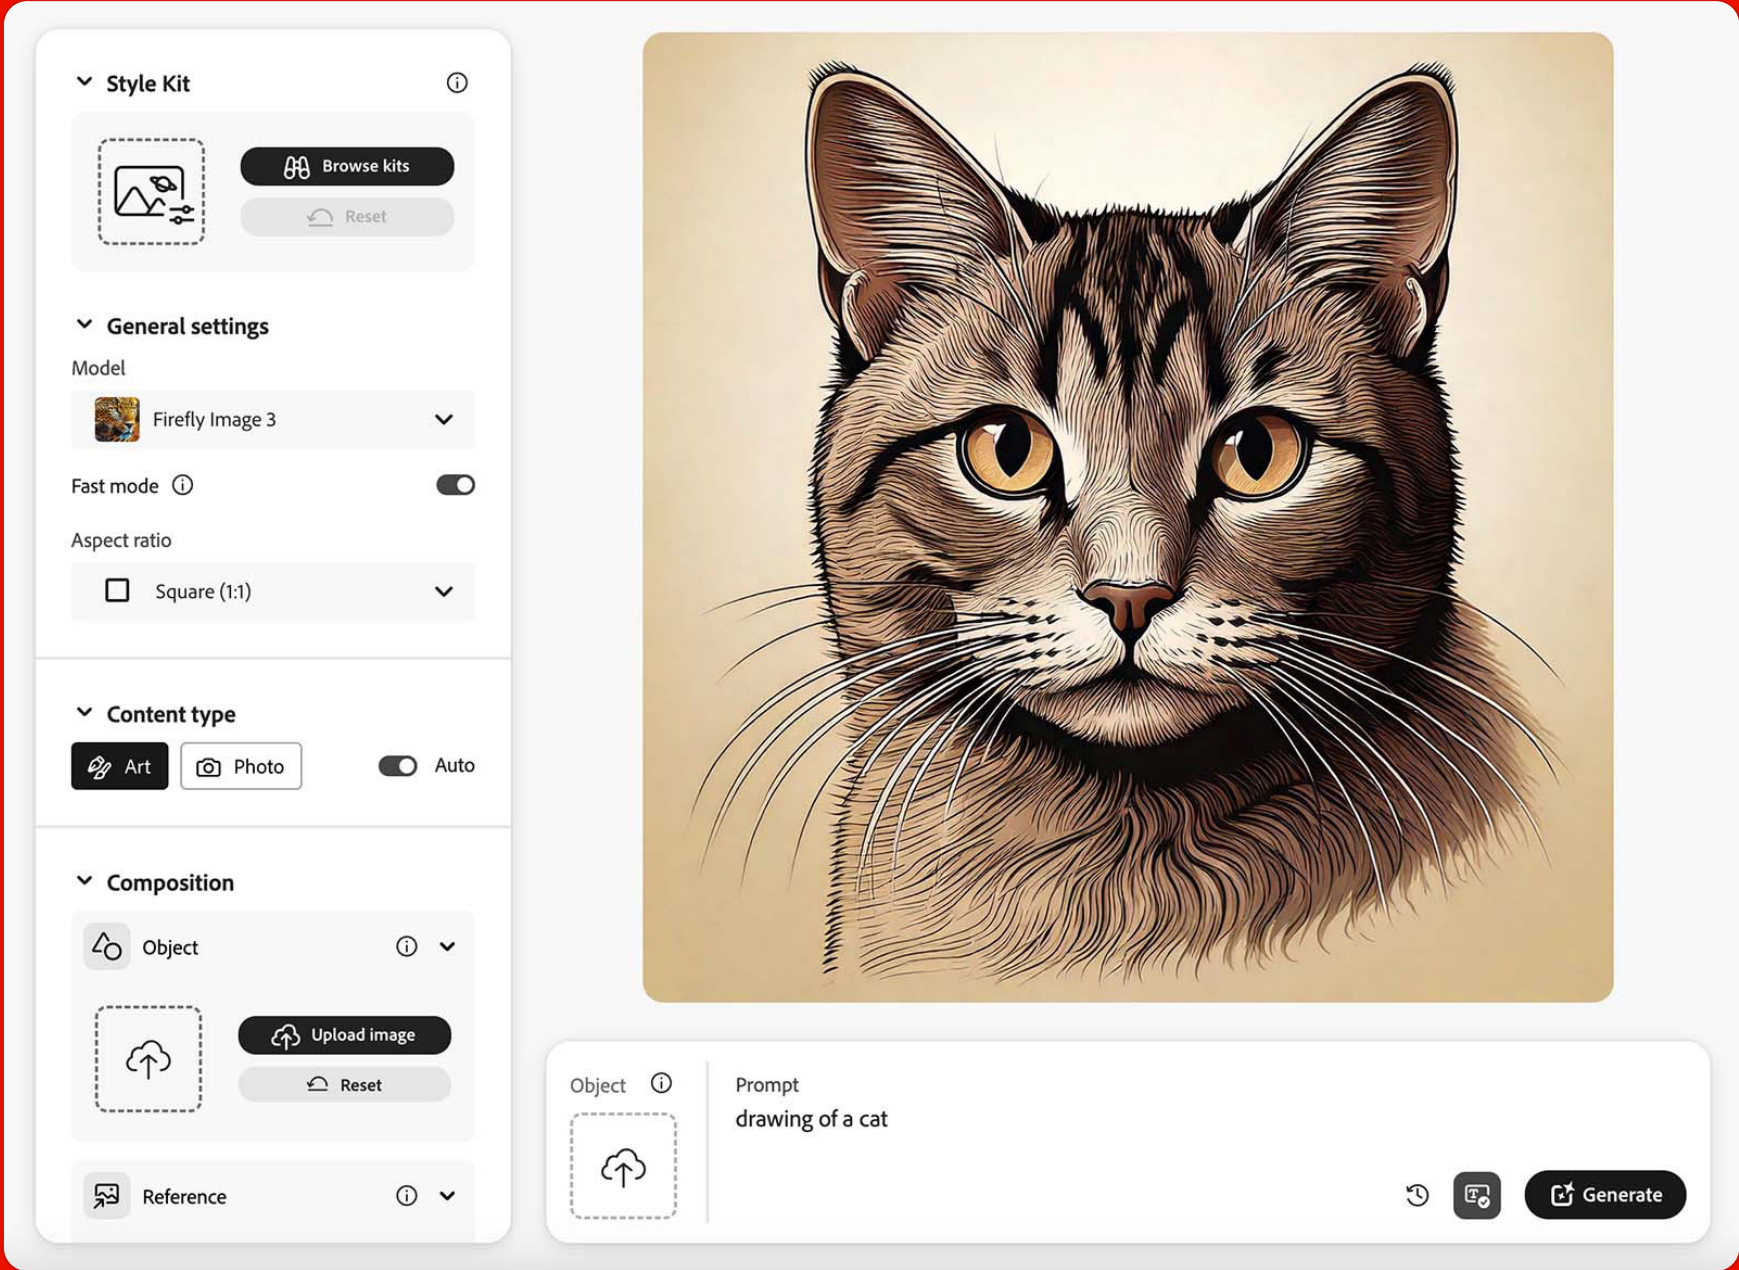 Style Kit
Browse kits
Reset
General settings
Model
Firefly Image 3
Fast mode
Aspect ratio
Square (1:1)
Content type
Art
Photo
Auto
Composition
Object
Upload image
Reset
Reference
Object
Prompt
drawing of a cat
Generate